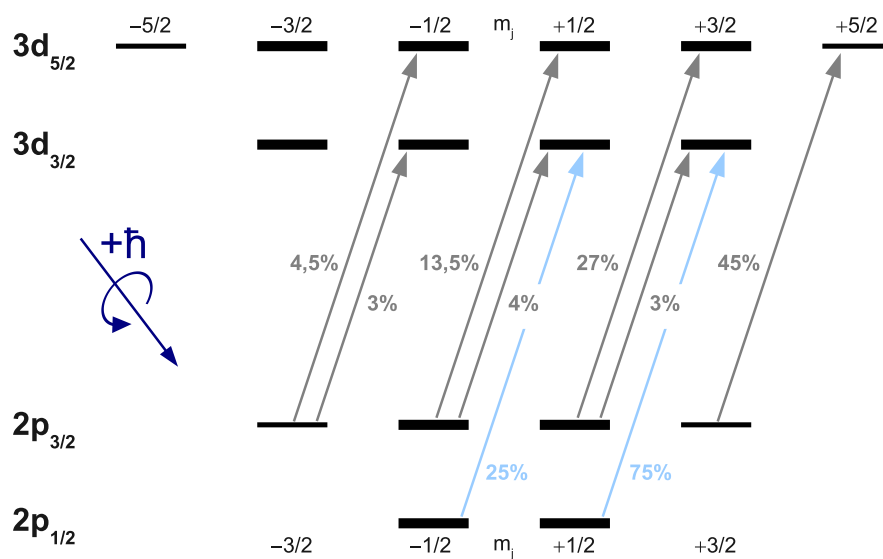 −5/2 −3/2 −1/2 mj +1/2 +3/2 +5/2
3d5/2
3d3/2
+ħ
4,5% 13,5% 27% 45%
3% 4% 3%
2p3/2
25% 75%
2p1/2
−3/2 −1/2 mj +1/2 +3/2